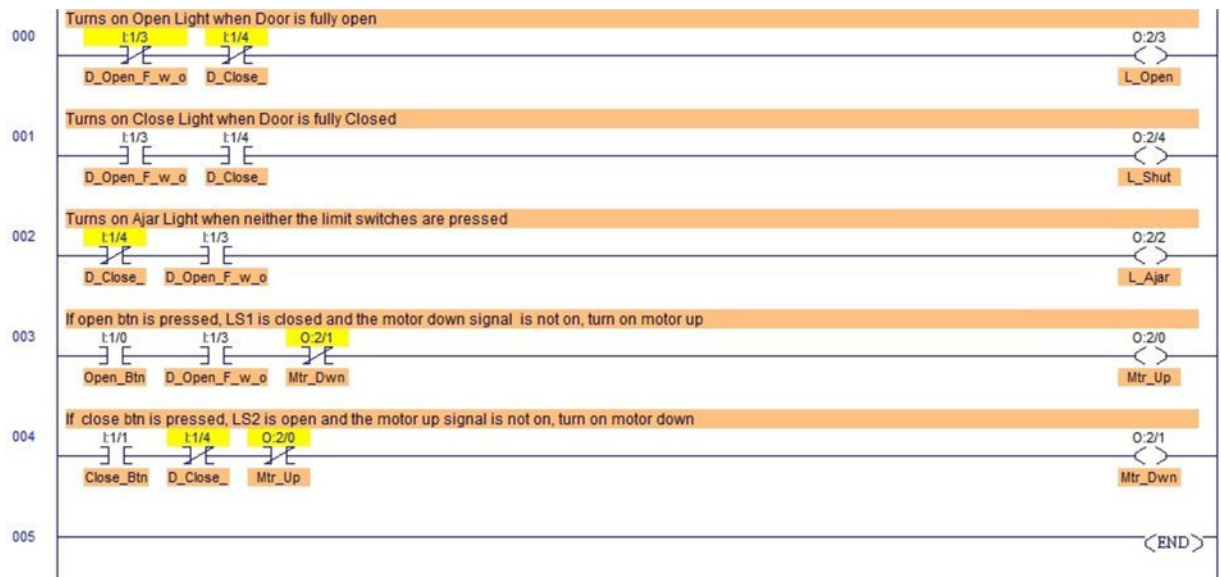 Turns on Open Light when Door is fully open
000
I:1/3 I:1/4 O:2/3
D_Open_F_w_o D_Close_ L_Open
Turns on Close Light when Door is fully Closed
001
I:1/3 I:1/4 O:2/4
D_Open_F_w_o D_Close_ L_Shut
Turns on Ajar Light when neither the limit switches are pressed
002
I:1/4 I:1/3 O:2/2
D_Close_ D_Open_F_w_o L_Ajar
If open btn is pressed, LS1 is closed and the motor down signal is not on, turn on motor up
003
I:1/0 I:1/3 O:2/1 O:2/0
Open_Btn D_Open_F_w_o Mtr_Dwn Mtr_Up
If close btn is pressed, LS2 is open and the motor up signal is not on, turn on motor down
004
I:1/1 I:1/4 O:2/0 O:2/1
Close_Btn D_Close_ Mtr_Up Mtr_Dwn
005
END